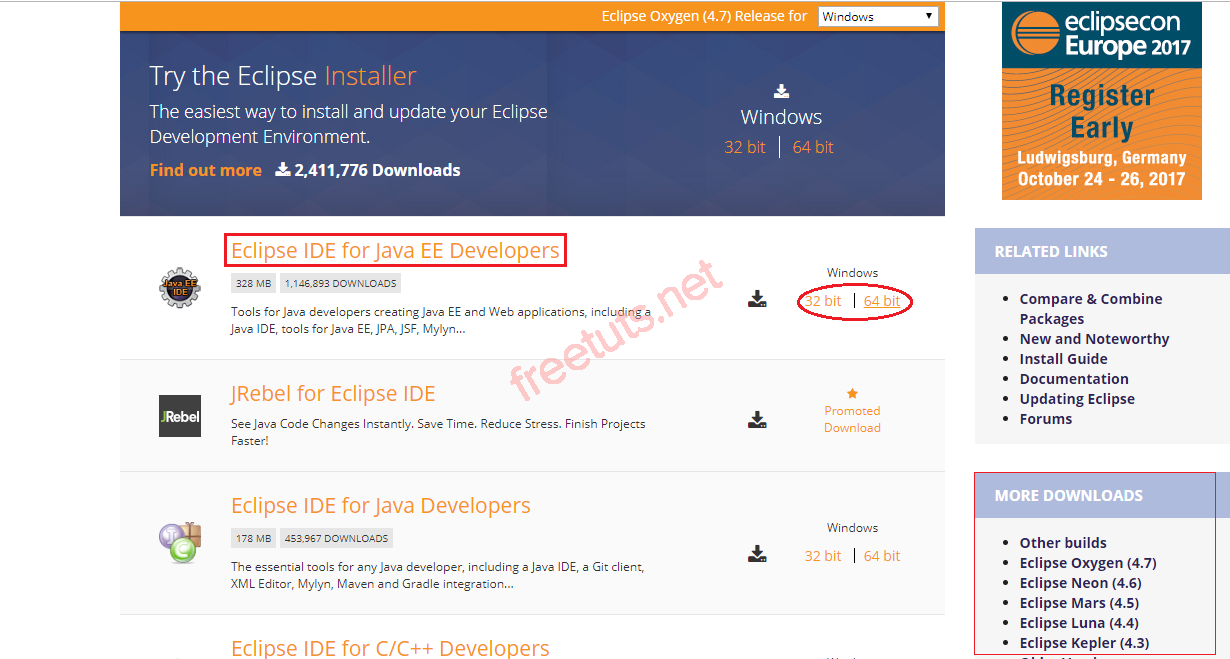 Eclipse Oxygen (4.7) Release for Windows
Try the Eclipse Installer
The easiest way to install and update your Eclipse
Development Environment.
Find out more 2,411,776 Downloads
Windows
32 bit | 64 bit
Eclipse IDE for Java EE Developers
328 MB 1,146,893 DOWNLOADS
Tools for Java developers creating Java EE and Web applications, including a
Java IDE, tools for Java EE, JPA, JSF, Mylyn...
Java EE
IDE
Windows
32 bit | 64 bit
freetuts.net
JRebel for Eclipse IDE
See Java Code Changes Instantly. Save Time. Reduce Stress. Finish Projects
Faster!
JRebel
Promoted
Download
Eclipse IDE for Java Developers
178 MB 453,967 DOWNLOADS
The essential tools for any Java developer, including a Java IDE, a Git client,
XML Editor, Mylyn, Maven and Gradle integration...
J
C
Windows
32 bit | 64 bit
Eclipse IDE for C/C++ Developers
eclipsecon
Europe 2017
Register
Early
Ludwigsburg, Germany
October 24 - 26, 2017
RELATED LINKS
Compare & Combine
Packages
New and Noteworthy
Install Guide
Documentation
Updating Eclipse
Forums
MORE DOWNLOADS
Other builds
Eclipse Oxygen (4.7)
Eclipse Neon (4.6)
Eclipse Mars (4.5)
Eclipse Luna (4.4)
Eclipse Kepler (4.3)